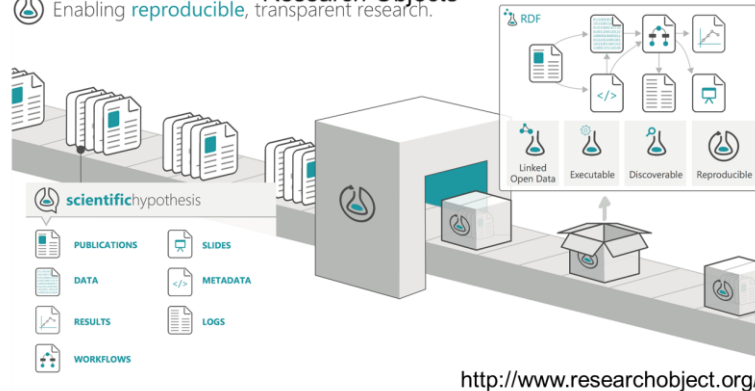 Research Objects
Enabling reproducible, transparent research.
RDF
</>
Linked
Open Data
Executable
Discoverable
Reproducible
scientifichypothesis
PUBLICATIONS
SLIDES
DATA
</>
METADATA
RESULTS
LOGS
WORKFLOWS
http://www.researchobject.org/